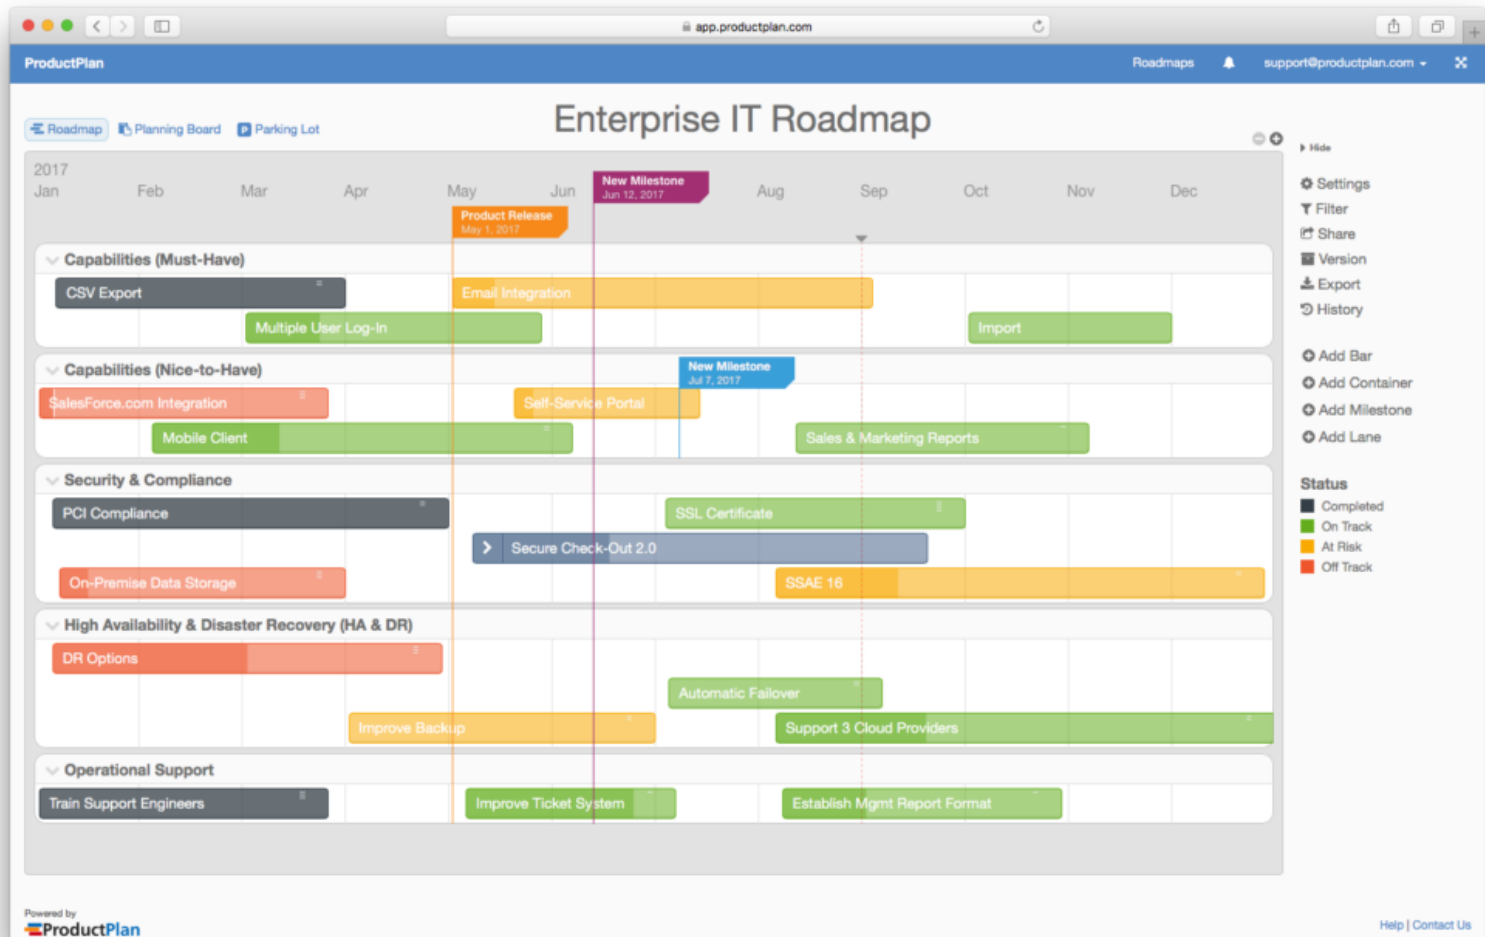 app.productplan.com
ProductPlan
Roadmaps
support@productplan.com
Roadmap
Planning Board
Parking Lot
Enterprise IT Roadmap
Hide
2017
Jan Feb Mar Apr May Jun Aug Sep Oct Nov Dec
New Milestone
Jun 12, 2017
Product Release
May 1, 2017
Settings
Filter
Share
Version
Export
History
Add Bar
Add Container
Add Milestone
Add Lane
Status
Completed
On Track
At Risk
Off Track
Capabilities (Must-Have)
CSV Export
Email Integration
Multiple User Log-In
Import
Capabilities (Nice-to-Have)
New Milestone
Jul 7, 2017
SalesForce.com Integration
Self-Service Portal
Mobile Client
Sales & Marketing Reports
Security & Compliance
PCI Compliance
SSL Certificate
Secure Check-Out 2.0
On-Premise Data Storage
SSAE 16
High Availability & Disaster Recovery (HA & DR)
DR Options
Automatic Failover
Improve Backup
Support 3 Cloud Providers
Operational Support
Train Support Engineers
Improve Ticket System
Establish Mgmt Report Format
Powered by
ProductPlan
Help | Contact Us